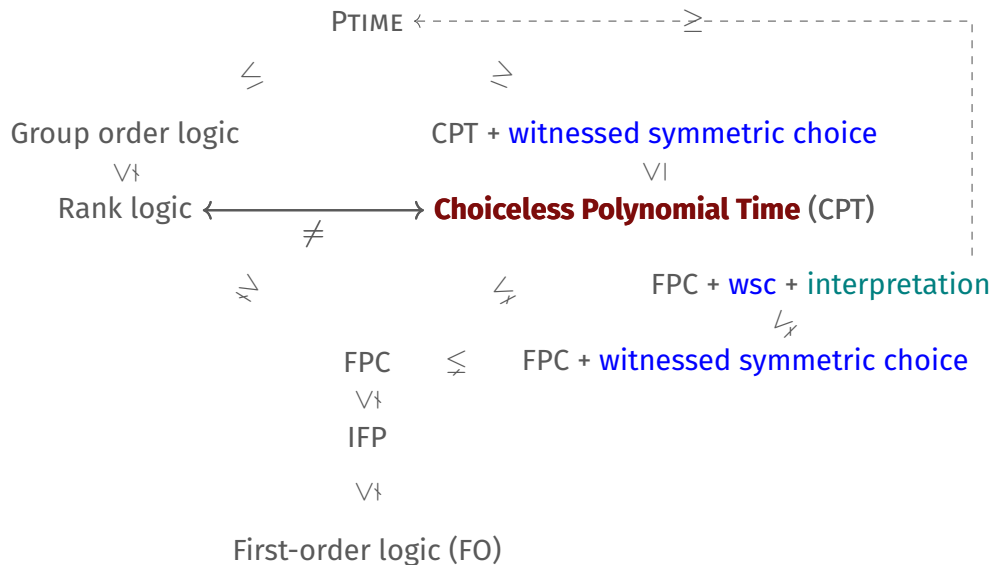 PTIME ≥
≤ ≥
Group order logic CPT + witnessed symmetric choice
≨ ≤
Rank logic Choiceless Polynomial Time (CPT)
≠
FPC + wsc + interpretation
≩ ≨ ≨
FPC ≨ FPC + witnessed symmetric choice
≩
IFP
≩
First-order logic (FO)